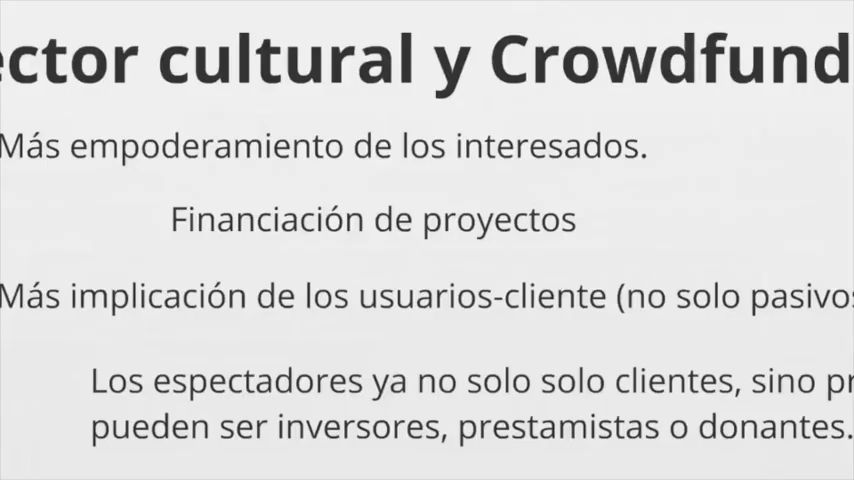 ector cultural y Crowdfund
Más empoderamiento de los interesados.
Financiación de proyectos
Más implicación de los usuarios-cliente (no solo pasivos
Los espectadores ya no solo solo clientes, sino pr
pueden ser inversores, prestamistas o donantes.